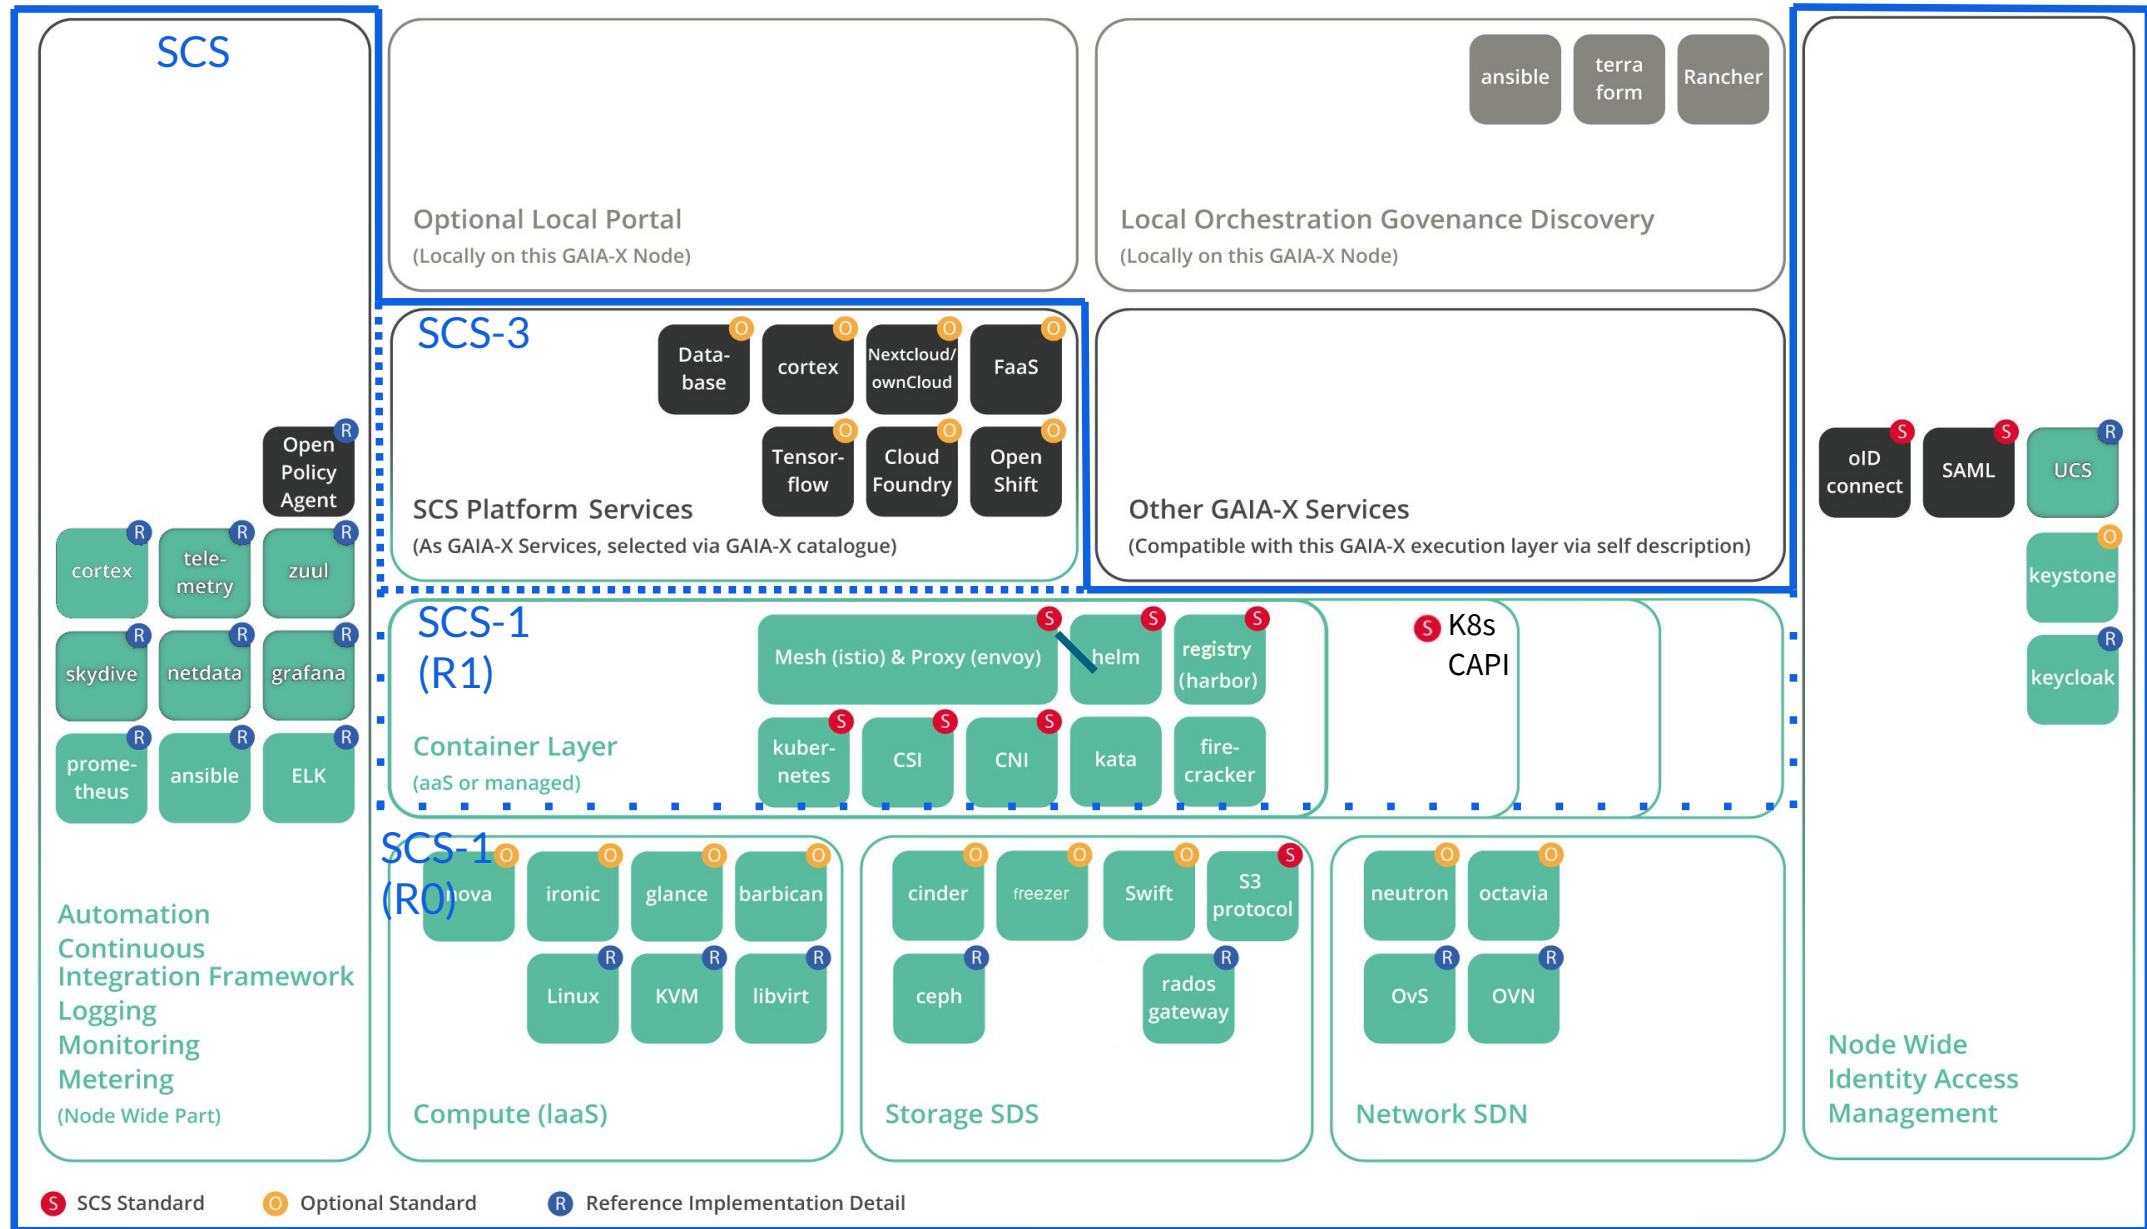 SCS
ansible
terra
form
Rancher
Optional Local Portal
(Locally on this GAIA-X Node)
Local Orchestration Govenance Discovery
(Locally on this GAIA-X Node)
SCS-3
O
O
O
O
Data-
base
cortex
Nextcloud/
ownCloud
FaaS
O
O
O
Tensor-
flow
Cloud
Foundry
Open
Shift
SCS Platform Services
(As GAIA-X Services, selected via GAIA-X catalogue)
Other GAIA-X Services
(Compatible with this GAIA-X execution layer via self description)
R
Open
Policy
Agent
R
R
R
cortex
tele-
metry
zuul
R
R
R
skydive
netdata
grafana
R
R
R
prome-
theus
ansible
ELK
Automation
Continuous
Integration Framework
Logging
Monitoring
Metering
(Node Wide Part)
S
S
R
oID
connect
SAML
UCS
O
keystone
R
keycloak
Node Wide
Identity Access
Management
SCS-1
(R1)
S
S
S
Mesh (istio) & Proxy (envoy)
helm
registry
(harbor)
S
K8s
CAPI
S
S
S
kuber-
netes
CSI
CNI
kata
fire-
cracker
Container Layer
(aaS or managed)
SCS-1
(R0)
O
O
O
O
nova
ironic
glance
barbican
R
R
R
Linux
KVM
libvirt
Compute (IaaS)
O
O
O
S
cinder
freezer
Swift
S3
protocol
R
R
ceph
rados
gateway
Storage SDS
O
O
neutron
octavia
R
R
OvS
OVN
Network SDN
S SCS Standard
O Optional Standard
R Reference Implementation Detail